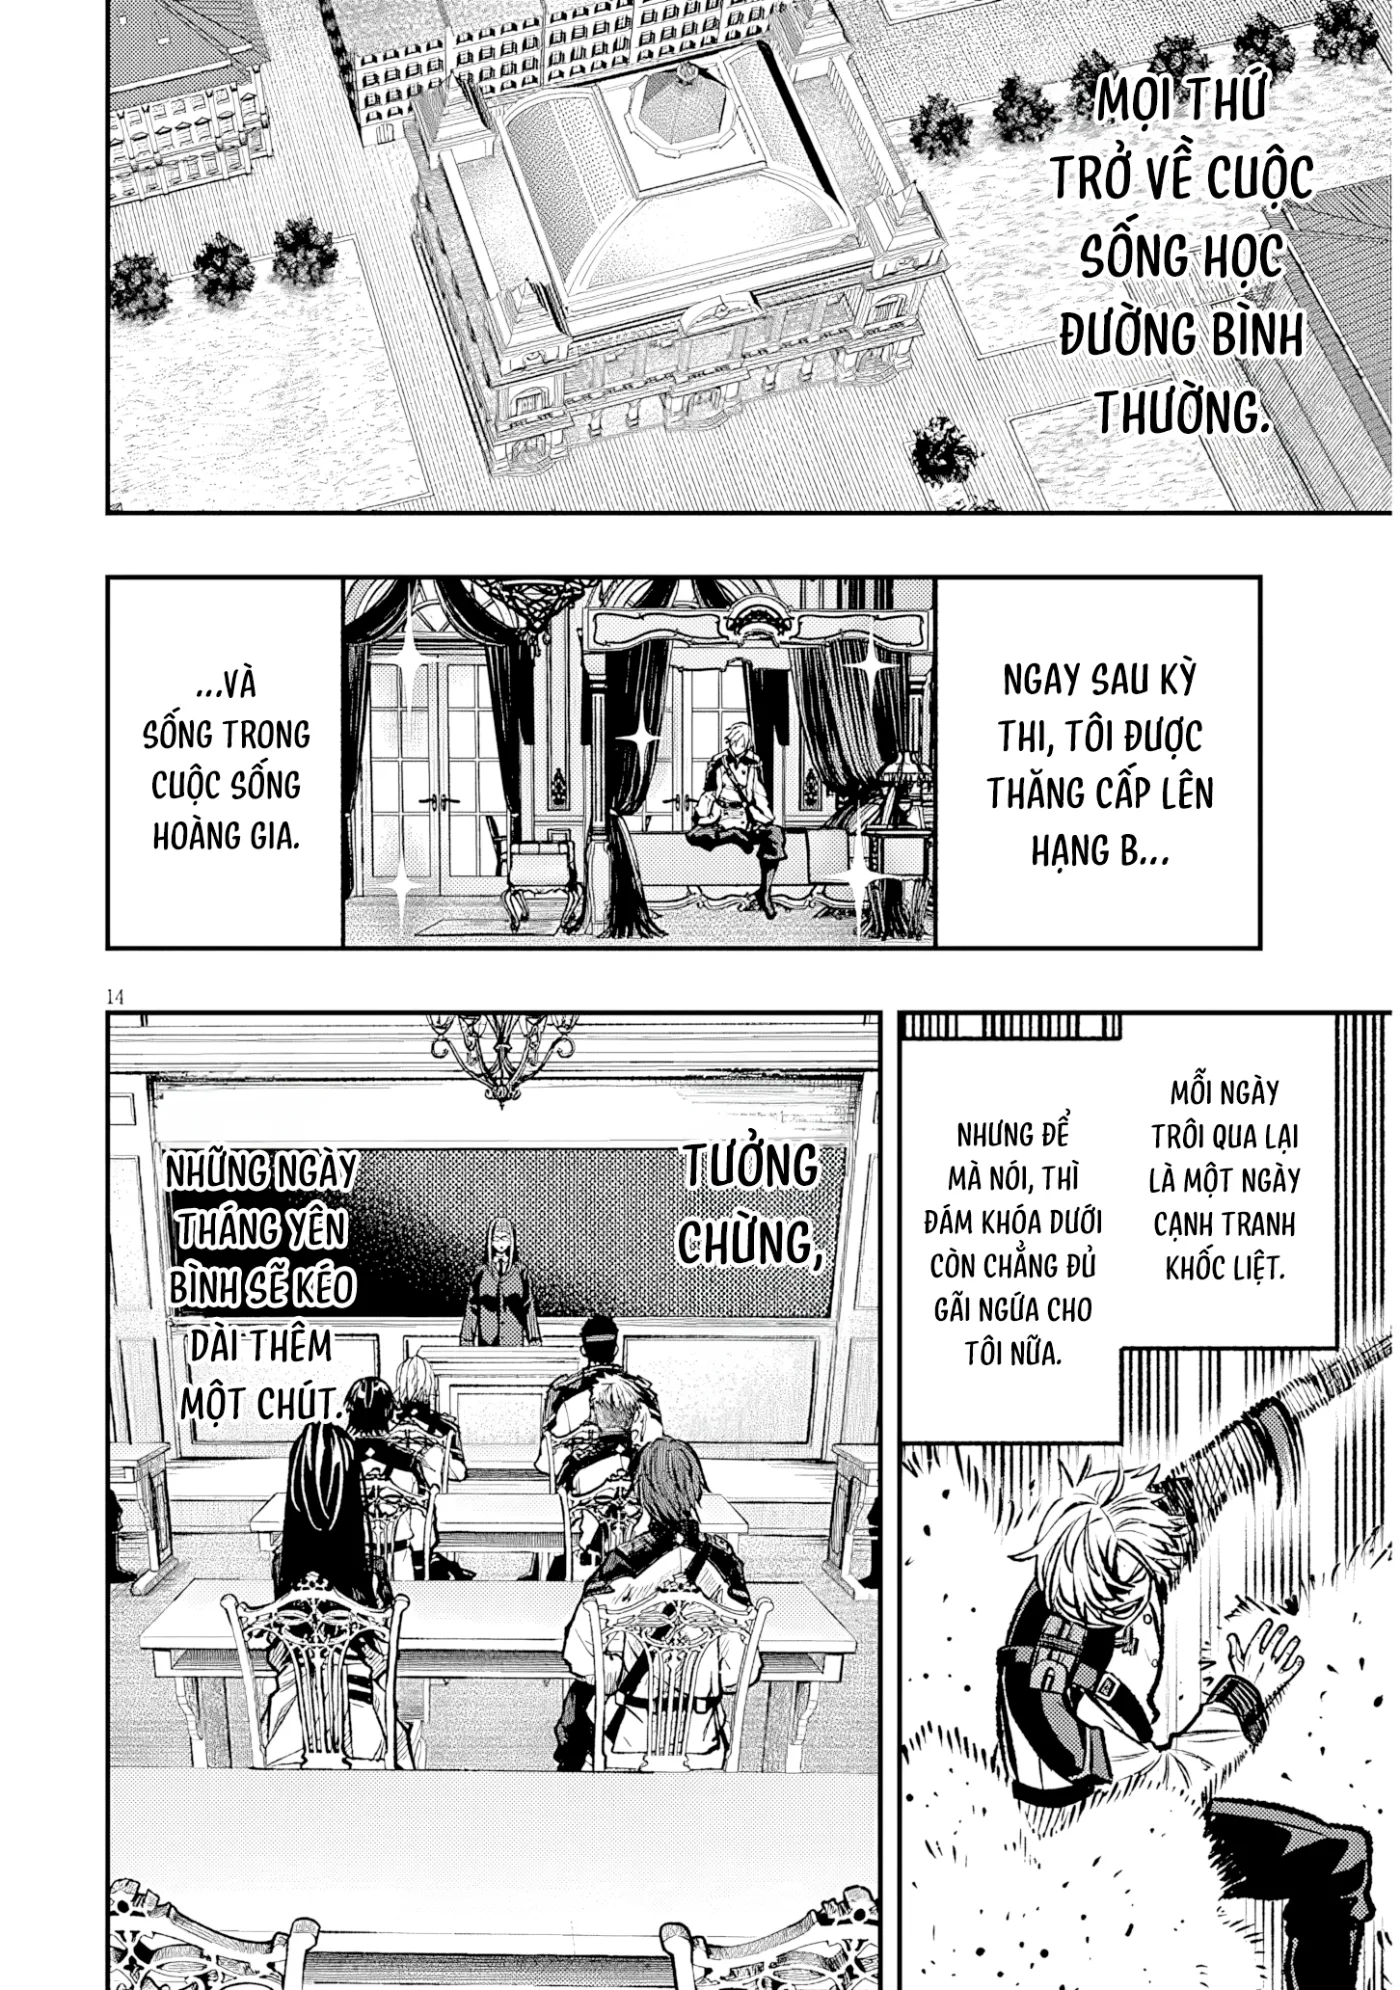 MỌI THỨ
TRỞ VỀ CUỘC
SỐNG HỌC
ĐƯỜNG BÌNH
THƯỜNG.
NGAY SAU KỲ
THI, TÔI ĐƯỢC
THĂNG CẤP LÊN
HẠNG B...
...VÀ
SỐNG TRONG
CUỘC SỐNG
HOÀNG GIA.
14
MỖI NGÀY
TRÔI QUA LẠI
LÀ MỘT NGÀY
CẠNH TRANH
KHỐC LIỆT.
NHƯNG ĐỂ
MÀ NÓI, THÌ
ĐÁM KHÓA DƯỚI
CÒN CHẲNG ĐỦ
GÃI NGỨA CHO
TÔI NỮA.
TƯỞNG
CHỪNG,
NHỮNG NGÀY
THÁNG YÊN
BÌNH SẼ KÉO
DÀI THÊM
MỘT CHÚT.